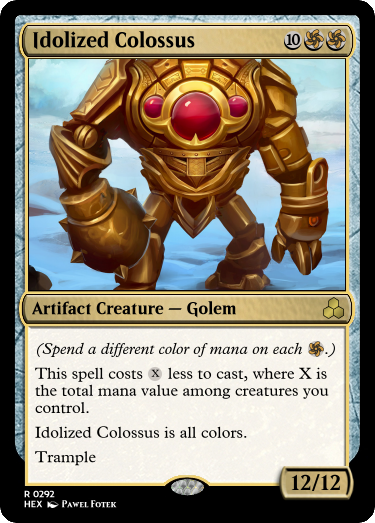 Idolized Colossus 10
Artifact Creature — Golem
(Spend a different color of mana on each .)
This spell costs X less to cast, where X is
the total mana value among creatures you
control.
Idolized Colossus is all colors.
Trample
12/12
R 0292
HEX Pawel Fotek